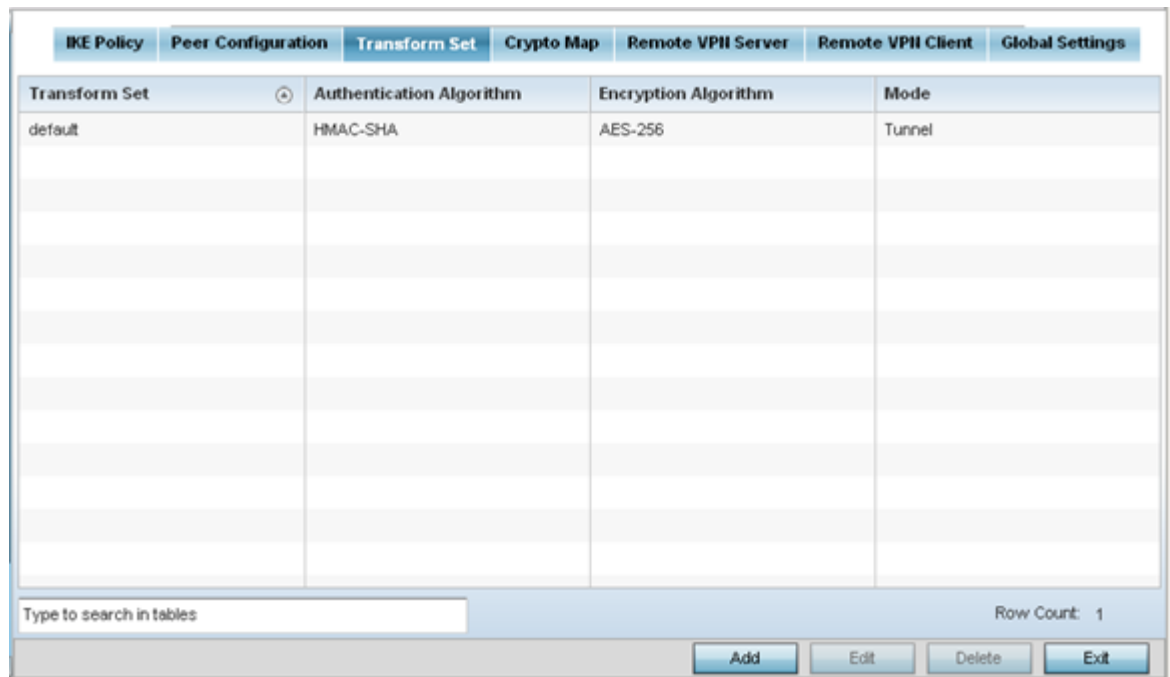 IKE Policy Peer Configuration Transform Set Crypto Map Remote VPN Server Remote VPN Client Global Settings
Transform Set Authentication Algorithm Encryption Algorithm Mode
default HMAC-SHA AES-256 Tunnel
Type to search in tables Row Count: 1
Add Edit Delete Exit